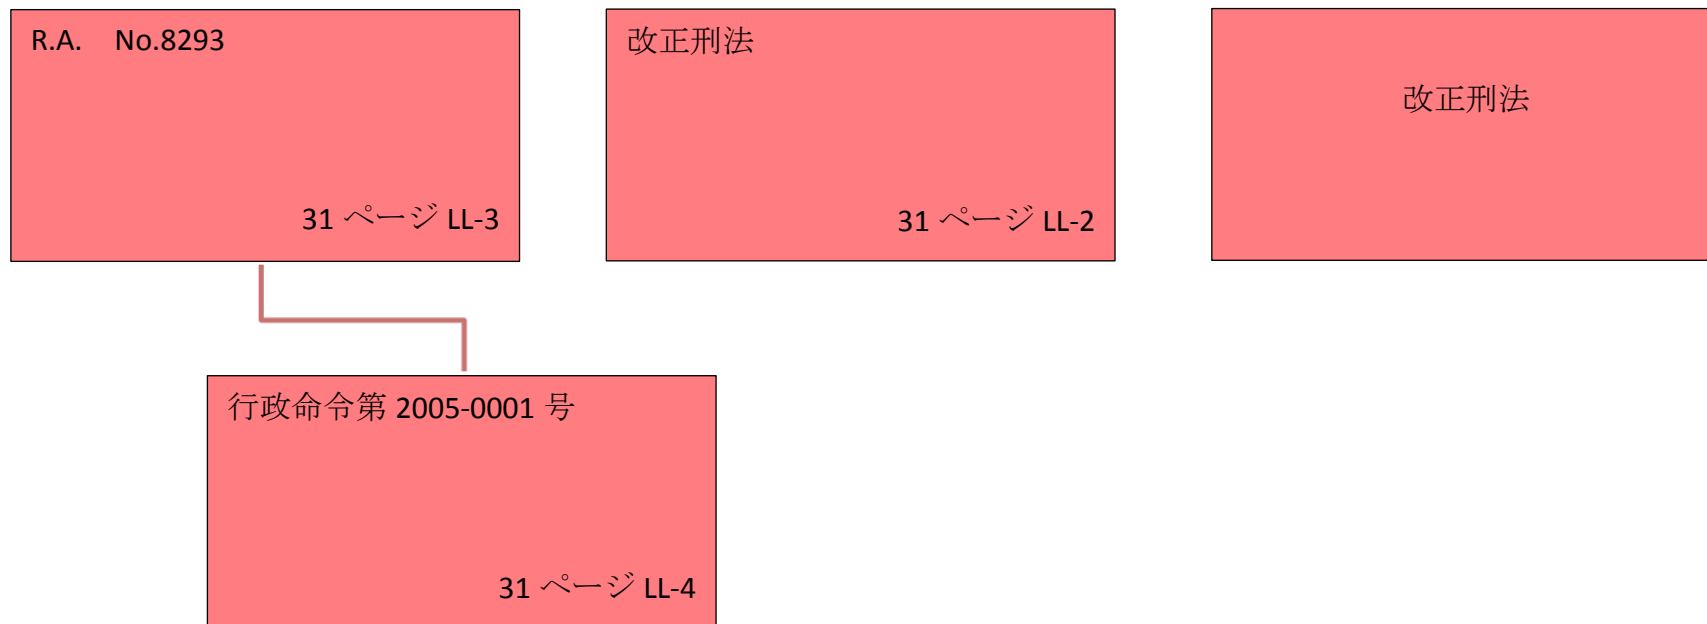 R.A. No.8293
31 ページ LL-3
改正刑法
31 ページ LL-2
改正刑法
行政命令第 2005-0001 号
31 ページ LL-4